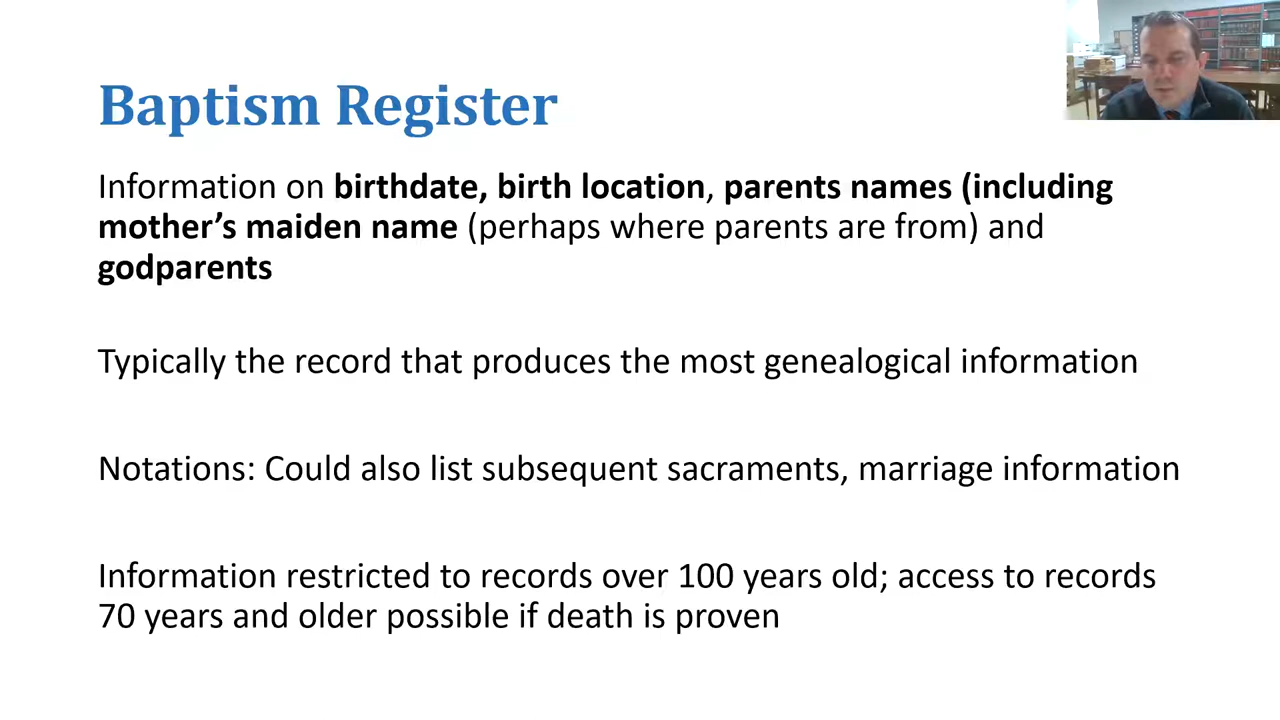 Baptism Register
Information on birthdate, birth location, parents names (including
mother’s maiden name (perhaps where parents are from) and
godparents
Typically the record that produces the most genealogical information
Notations: Could also list subsequent sacraments, marriage information
Information restricted to records over 100 years old; access to records
70 years and older possible if death is proven